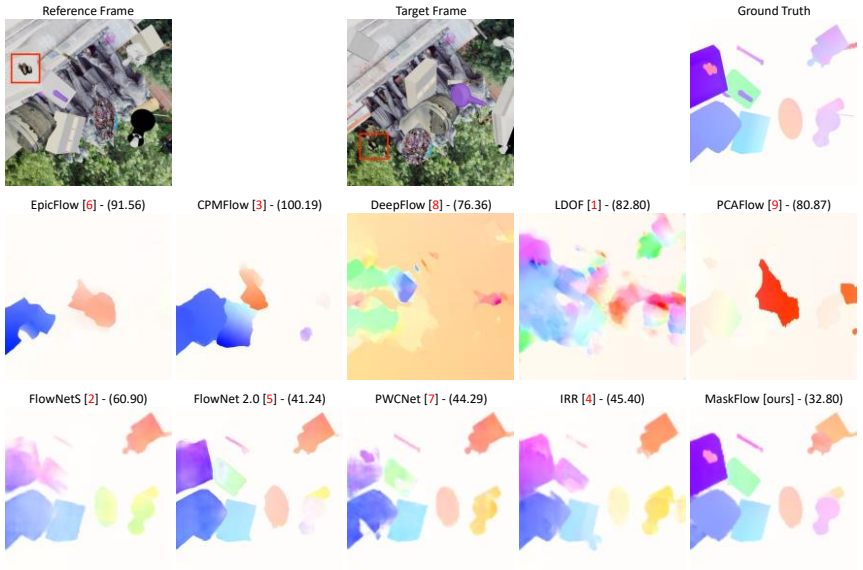 Reference Frame
Target Frame
Ground Truth
EpicFlow [6] - (91.56)
CPMFlow [3] - (100.19)
DeepFlow [8] - (76.36)
LDOF [1] - (82.80)
PCAFlow [9] - (80.87)
FlowNetS [2] - (60.90)
FlowNet 2.0 [5] - (41.24)
PWCNet [7] - (44.29)
IRR [4] - (45.40)
MaskFlow [ours] - (32.80)